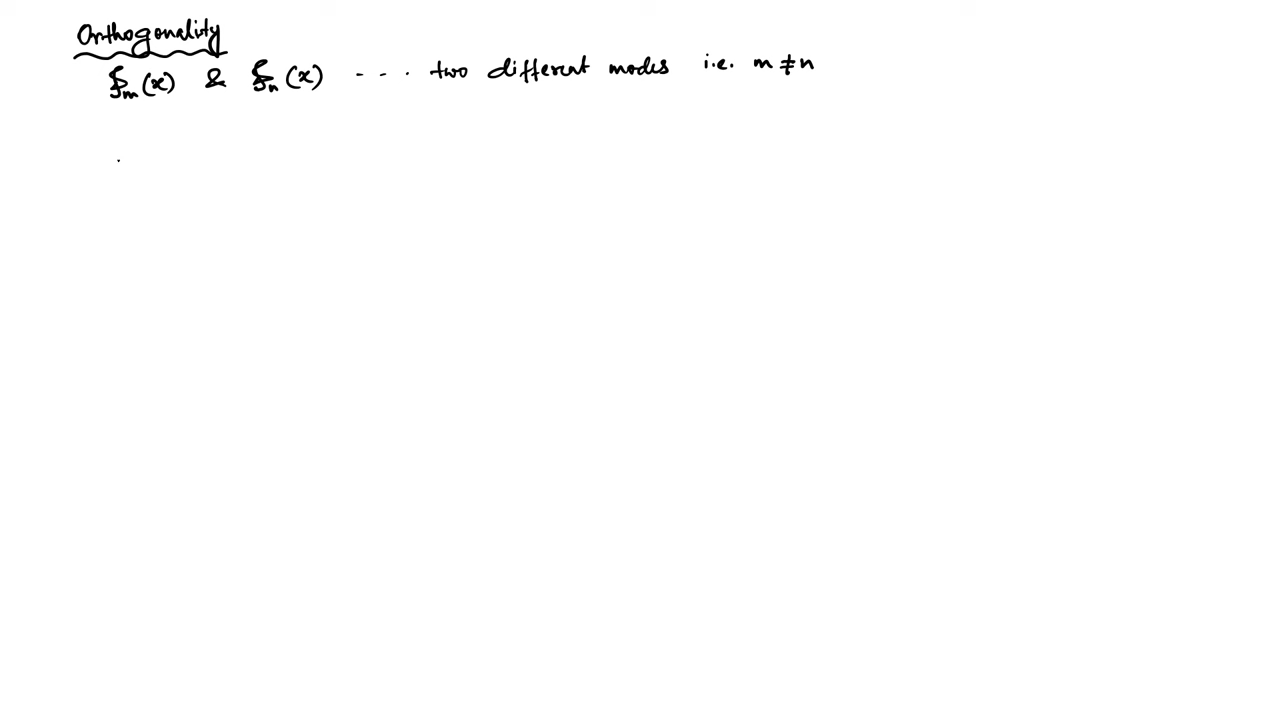 Orthogonality
ξₘ(x) & ξₙ(x) --- . two different modes i.e. m ≠ n